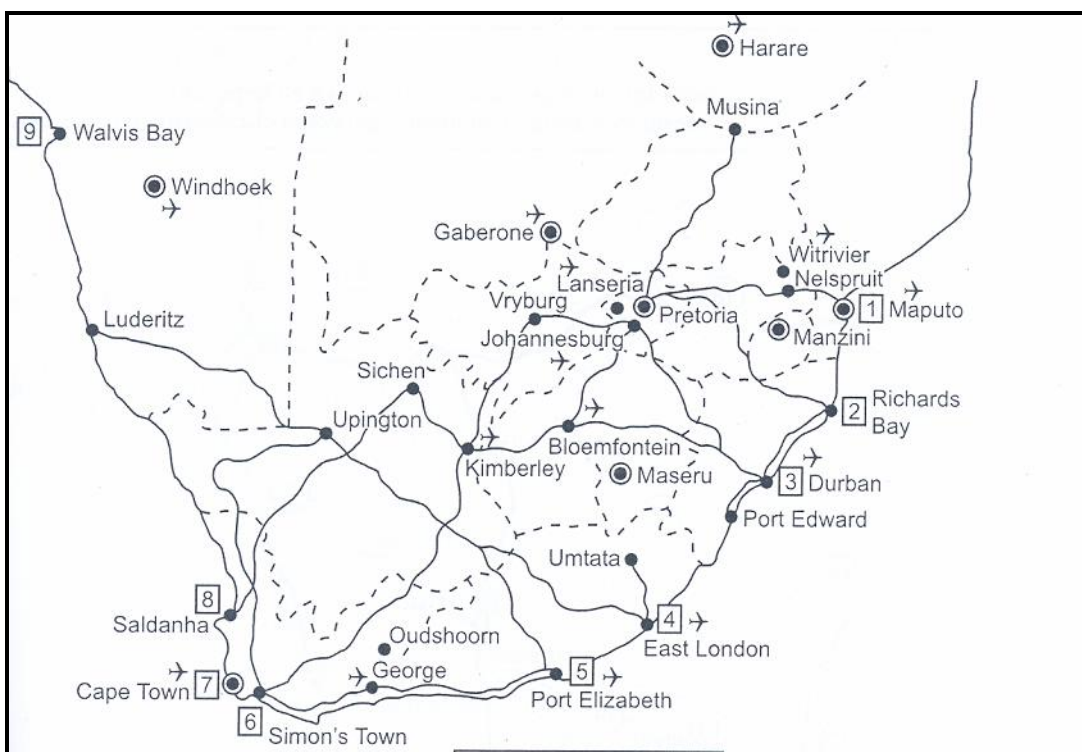 Harare
Musina
9 Walvis Bay
Windhoek
Gaberone
Witrivier
Nelspruit
Lanseria
Vryburg
Pretoria
1 Maputo
Luderitz
Johannesburg
Manzini
Sichen
Richards
2
Bay
Upington
Bloemfontein
Kimberley
Maseru
3 Durban
Port Edward
Umtata
8
4
Saldanha
Oudshoorn
East London
George
5
Cape Town 7
Port Elizabeth
6
Simon's Town